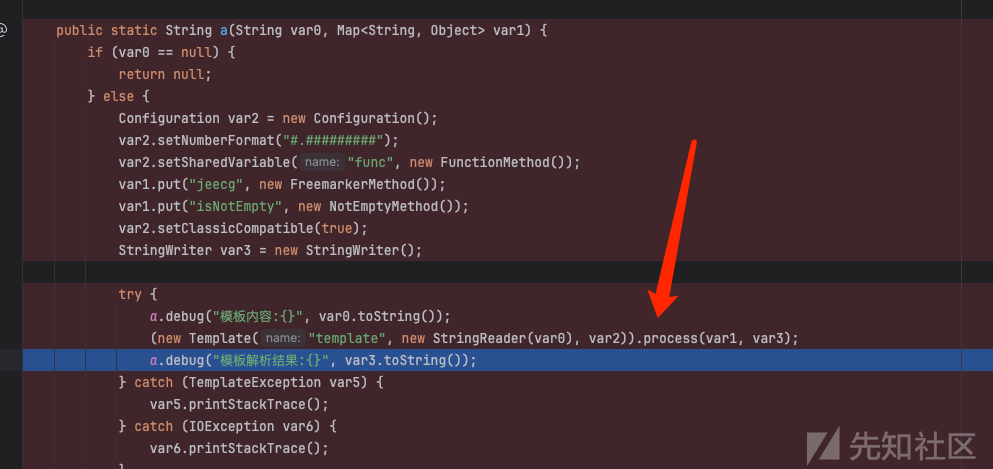 public static String a(String var0, Map<String, Object> var1) {
if (var0 == null) {
return null;
} else {
Configuration var2 = new Configuration();
var2.setNumberFormat("#.#########");
var2.setSharedVariable( name: "func", new FunctionMethod());
var1.put("jeecg", new FreemarkerMethod());
var1.put("isNotEmpty", new NotEmptyMethod());
var2.setClassicCompatible(true);
StringWriter var3 = new StringWriter();
try {
a.debug("模板内容:{}", var0.toString());
(new Template( name: "template", new StringReader(var0), var2)).process(var1, var3);
a.debug("模板解析结果:{}", var3.toString());
} catch (TemplateException var5) {
var5.printStackTrace();
} catch (IOException var6) {
var6.printStackTrace();
}
先知社区